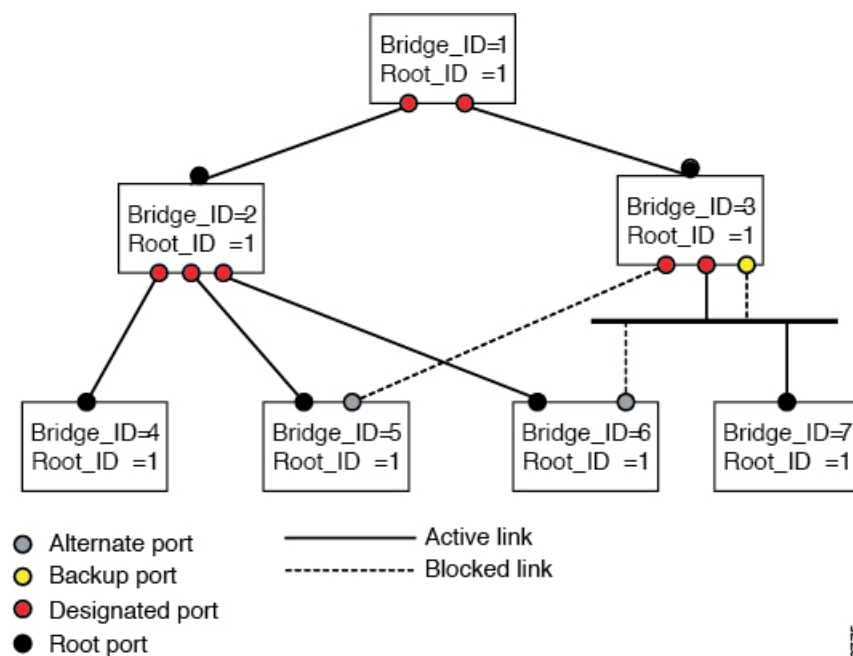 Bridge_ID=1
Root_ID =1
Bridge_ID=2
Root_ID =1
Bridge_ID=3
Root_ID =1
Bridge_ID=4
Root_ID =1
Bridge_ID=5
Root_ID =1
Bridge_ID=6
Root_ID =1
Bridge_ID=7
Root_ID =1
Alternate port
Backup port
Designated port
Root port
Active link
Blocked link